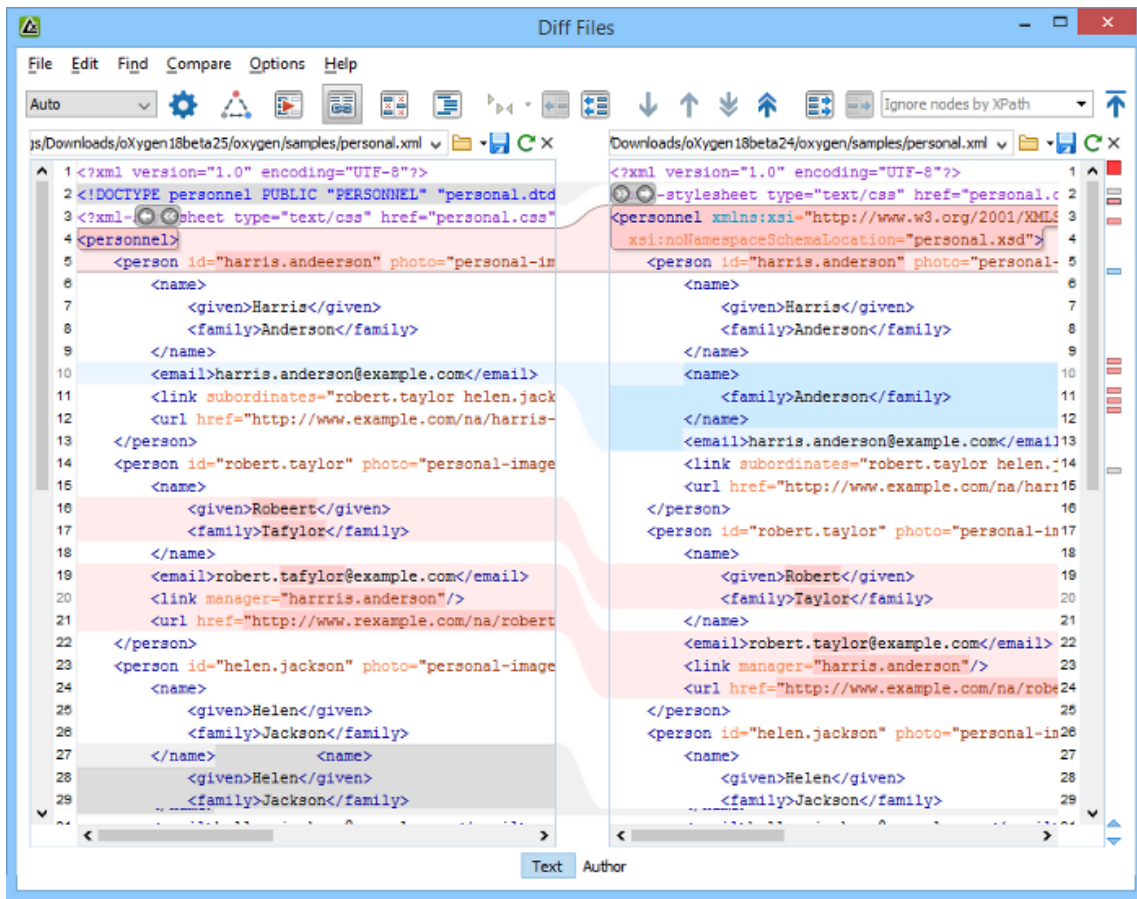 Diff Files
File Edit Find Compare Options Help
Auto
Ignore nodes by XPath
gs/Downloads/oXygen18beta25/oxygen/samples/personal.xml
Downloads/oXygen18beta24/oxygen/samples/personal.xml
1 <?xml version="1.0" encoding="UTF-8"?>
2 <!DOCTYPE personnel PUBLIC "PERSONNEL" "personal.dtd
3 <?xml- sheet type="text/css" href="personal.css"
4 <personnel>
5 <person id="harris.andeerson" photo="personal-im
6 <name>
7 <given>Harris</given>
8 <family>Anderson</family>
9 </name>
10 <email>harris.anderson@example.com</email>
11 <link subordinates="robert.taylor helen.jack
12 <url href="http://www.example.com/na/harris-
13 </person>
14 <person id="robert.taylor" photo="personal-image
15 <name>
16 <given>Robeert</given>
17 <family>Tafylor</family>
18 </name>
19 <email>robert.tafylor@example.com</email>
20 <link manager="harrris.anderson"/>
21 <url href="http://www.rexample.com/na/robert
22 </person>
23 <person id="helen.jackson" photo="personal-image
24 <name>
25 <given>Helen</given>
26 <family>Jackson</family>
27 </name> <name>
28 <given>Helen</given>
29 <family>Jackson</family>
<?xml version="1.0" encoding="UTF-8"?> 1
-stylesheet type="text/css" href="personal.c 2
<personnel xmlns:xsi="http://www.w3.org/2001/XMLS 3
xsi:noNamespaceSchemaLocation="personal.xsd"> 4
<person id="harris.anderson" photo="personal- 5
<name> 6
<given>Harris</given> 7
<family>Anderson</family> 8
</name> 9
<name> 10
<family>Anderson</family> 11
</name> 12
<email>harris.anderson@example.com</email 13
<link subordinates="robert.taylor helen.j 14
<url href="http://www.example.com/na/harr 15
</person> 16
<person id="robert.taylor" photo="personal-im 17
<name> 18
<given>Robert</given> 19
<family>Taylor</family> 20
</name> 21
<email>robert.taylor@example.com</email> 22
<link manager="harris.anderson"/> 23
<url href="http://www.example.com/na/robe 24
</person> 25
<person id="helen.jackson" photo="personal-im 26
<name> 27
<given>Helen</given> 28
<family>Jackson</family> 29
Text Author